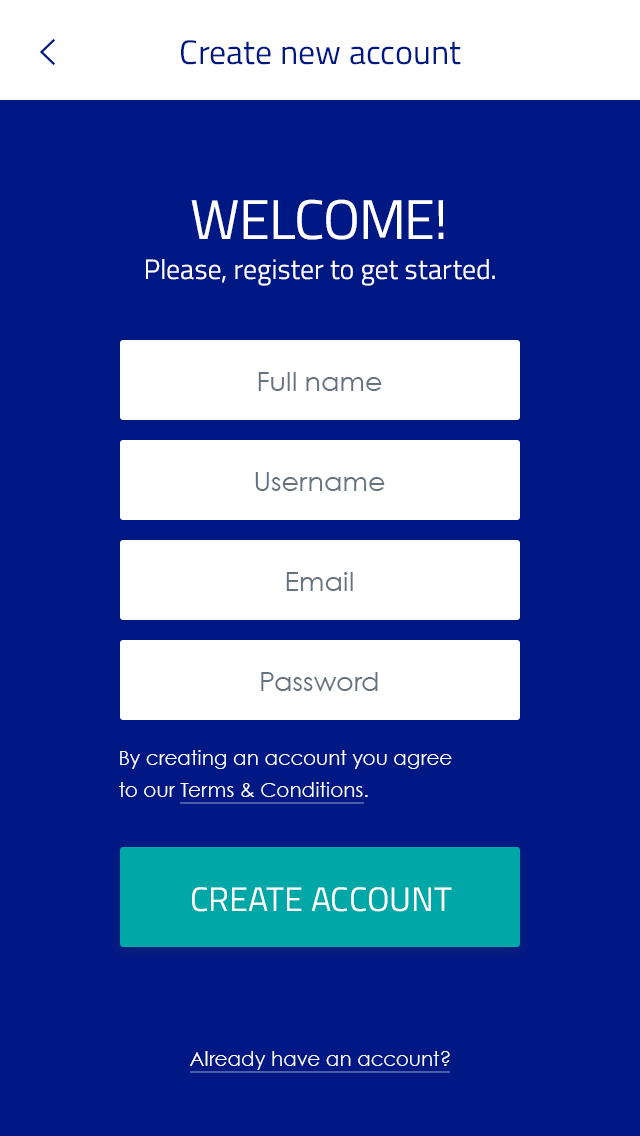 Create new account
WELCOME!
Please, register to get started.
Full name
Username
Email
Password
By creating an account you agree
to our Terms & Conditions.
CREATE ACCOUNT
Already have an account?